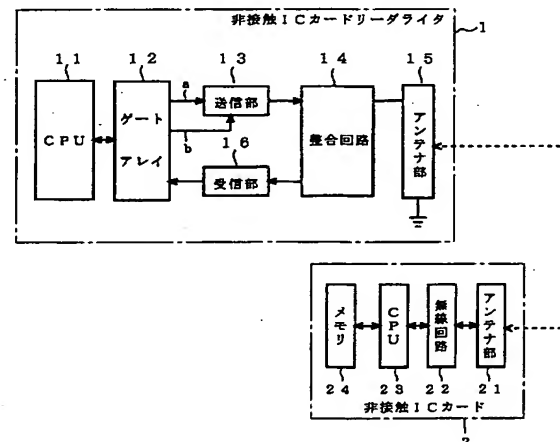 非接触ICカードリーダライタ
1
11
12
13
14
15
a
送信部
ゲート
アレイ
CPU
b
整合回路
アンテナ部
16
受信部
メモリ
CPU
無線回路
アンテナ部
24
23
22
21
非接触ICカード
2